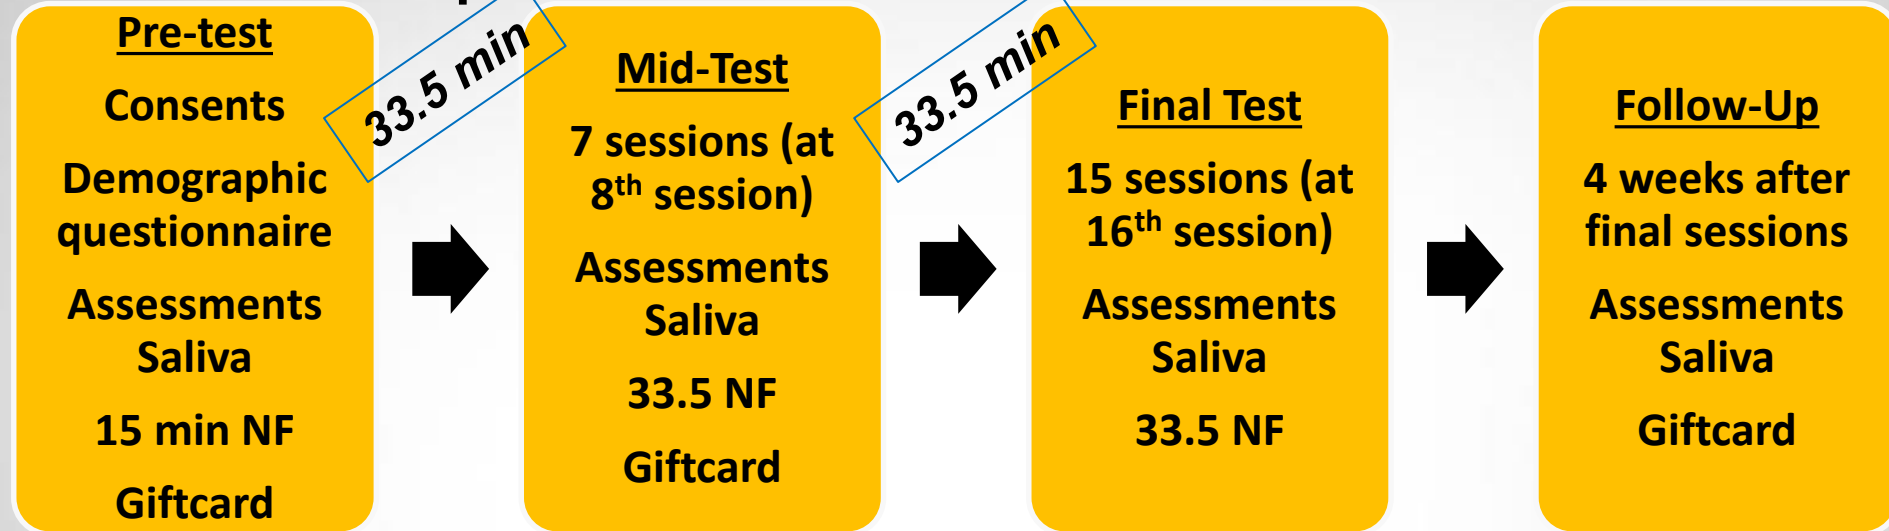 Pre-test
Consents
Demographic
questionnaire
Assessments
Saliva
15 min NF
Giftcard
33.5 min
Mid-Test
7 sessions (at
8th session)
Assessments
Saliva
33.5 NF
Giftcard
33.5 min
Final Test
15 sessions (at
16th session)
Assessments
Saliva
33.5 NF
Follow-Up
4 weeks after
final sessions
Assessments
Saliva
Giftcard